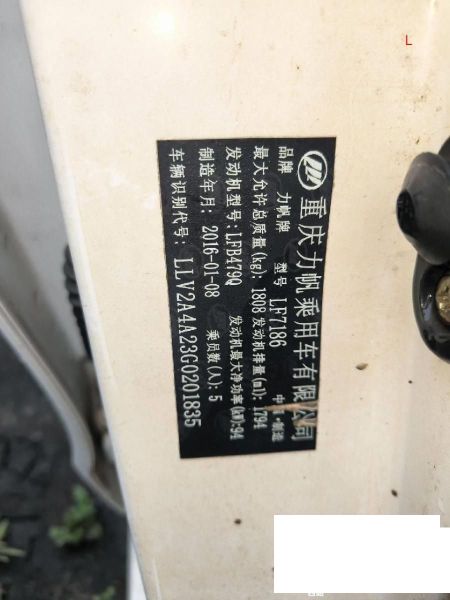 重庆力帆乘用车有限公司
中国制造
品牌 力帆牌 型号 LF7186
最大允许总质量(kg): 1808 发动机排量(ml): 1794
发动机型号: LFB479Q 发动机最大净功率(kW): 94
制造年月: 2016-01-08 乘员数(人): 5
车辆识别代号: LLV2A4A23G0201835
L